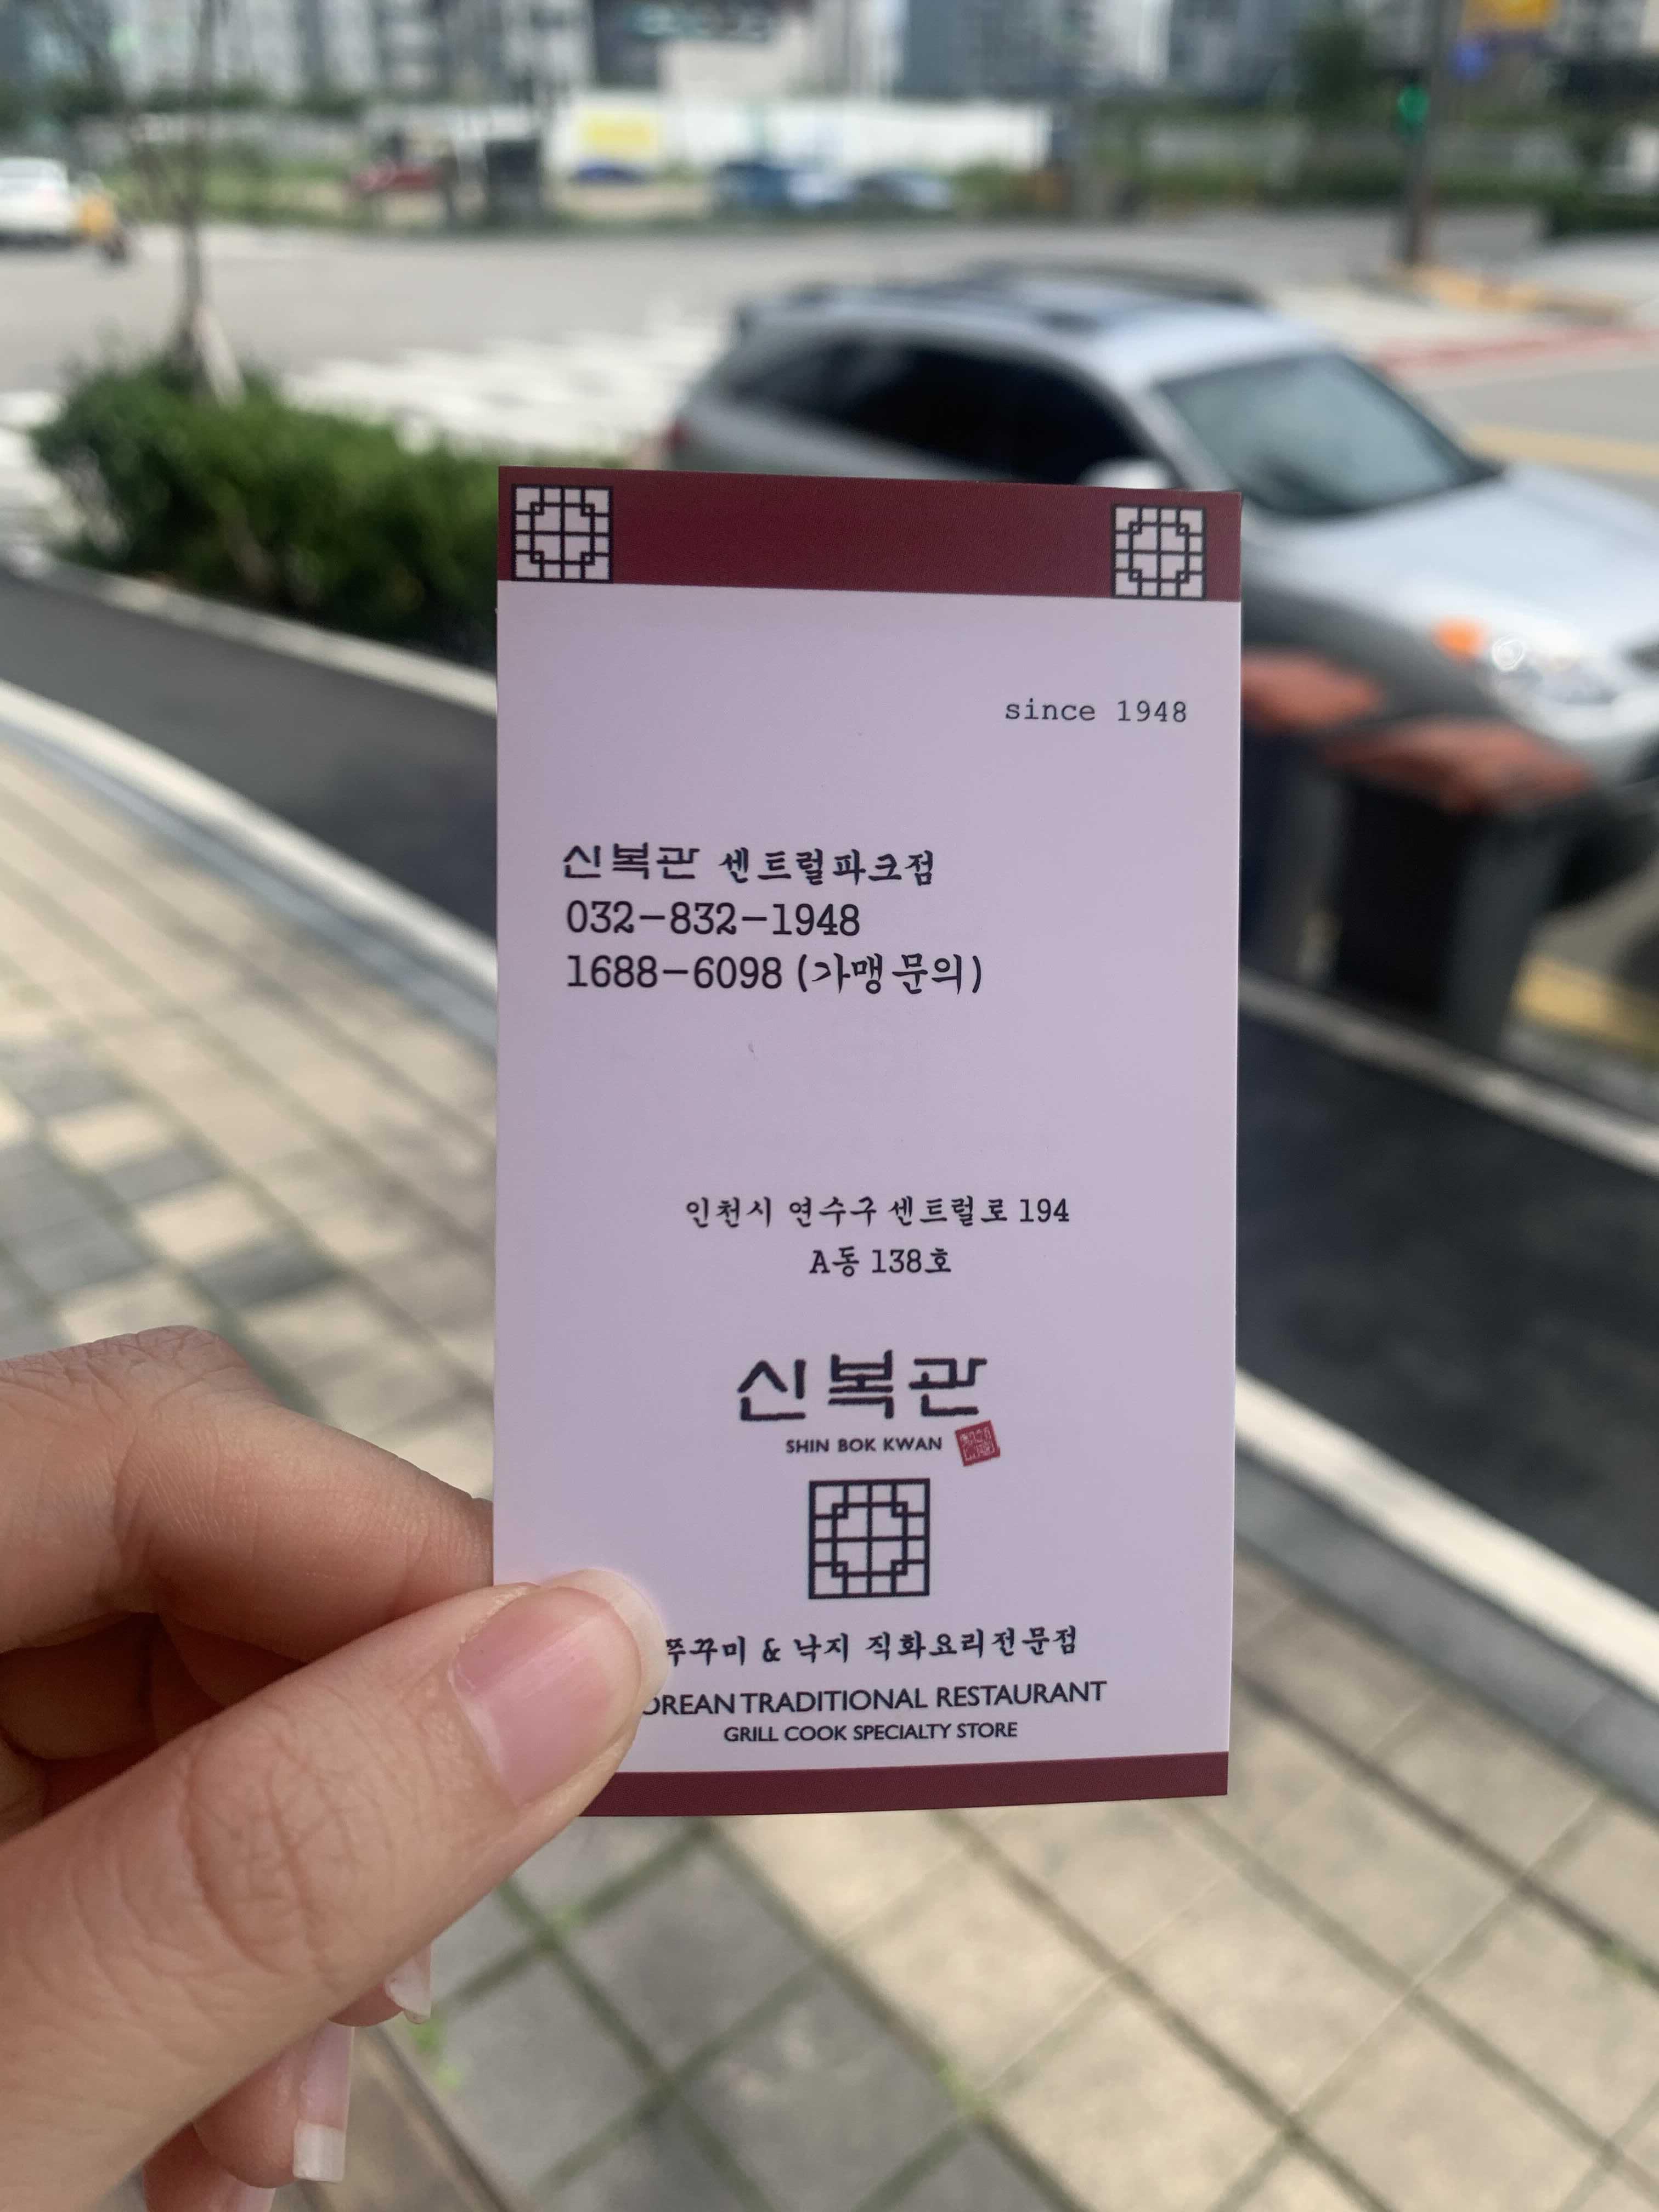 since 1948
신복관 센트럴파크점
032-832-1948
1688-6098 (가맹문의)
인천시 연수구 센트럴로 194
A동 138호
신복관
SHIN BOK KWAN
쭈꾸미 & 낙지 직화요리전문점
OREAN TRADITIONAL RESTAURANT
GRILL COOK SPECIALTY STORE